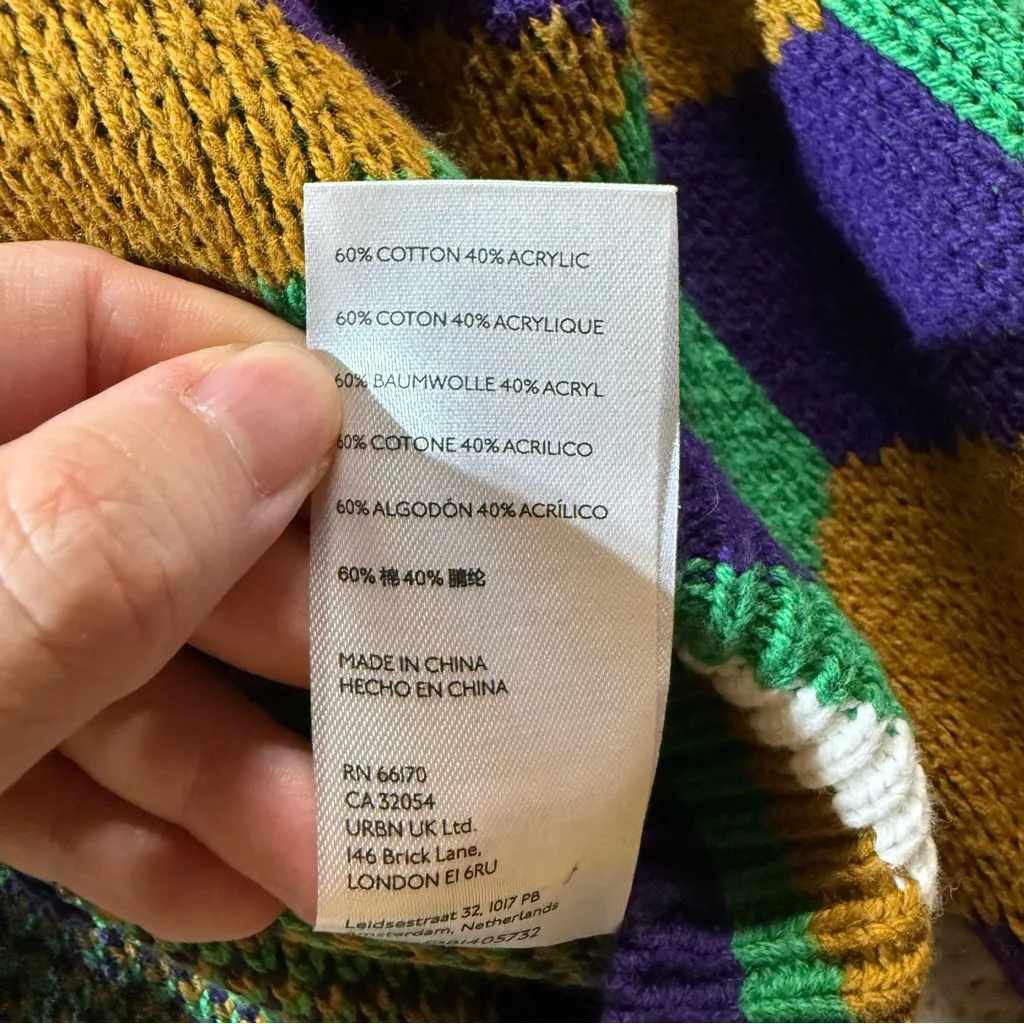 60% COTTON 40% ACRYLIC
60% COTON 40% ACRYLIQUE
60% BAUMWOLLE 40% ACRYL
60% COTONE 40% ACRILICO
60% ALGODÓN 40% ACRÍLICO
60% 棉 40% 腈纶
MADE IN CHINA
HECHO EN CHINA
RN 66170
CA 32054
URBN UK Ltd.
146 Brick Lane,
LONDON E1 6RU
Leidsestraat 32, 1017 PB
Amsterdam, Netherlands